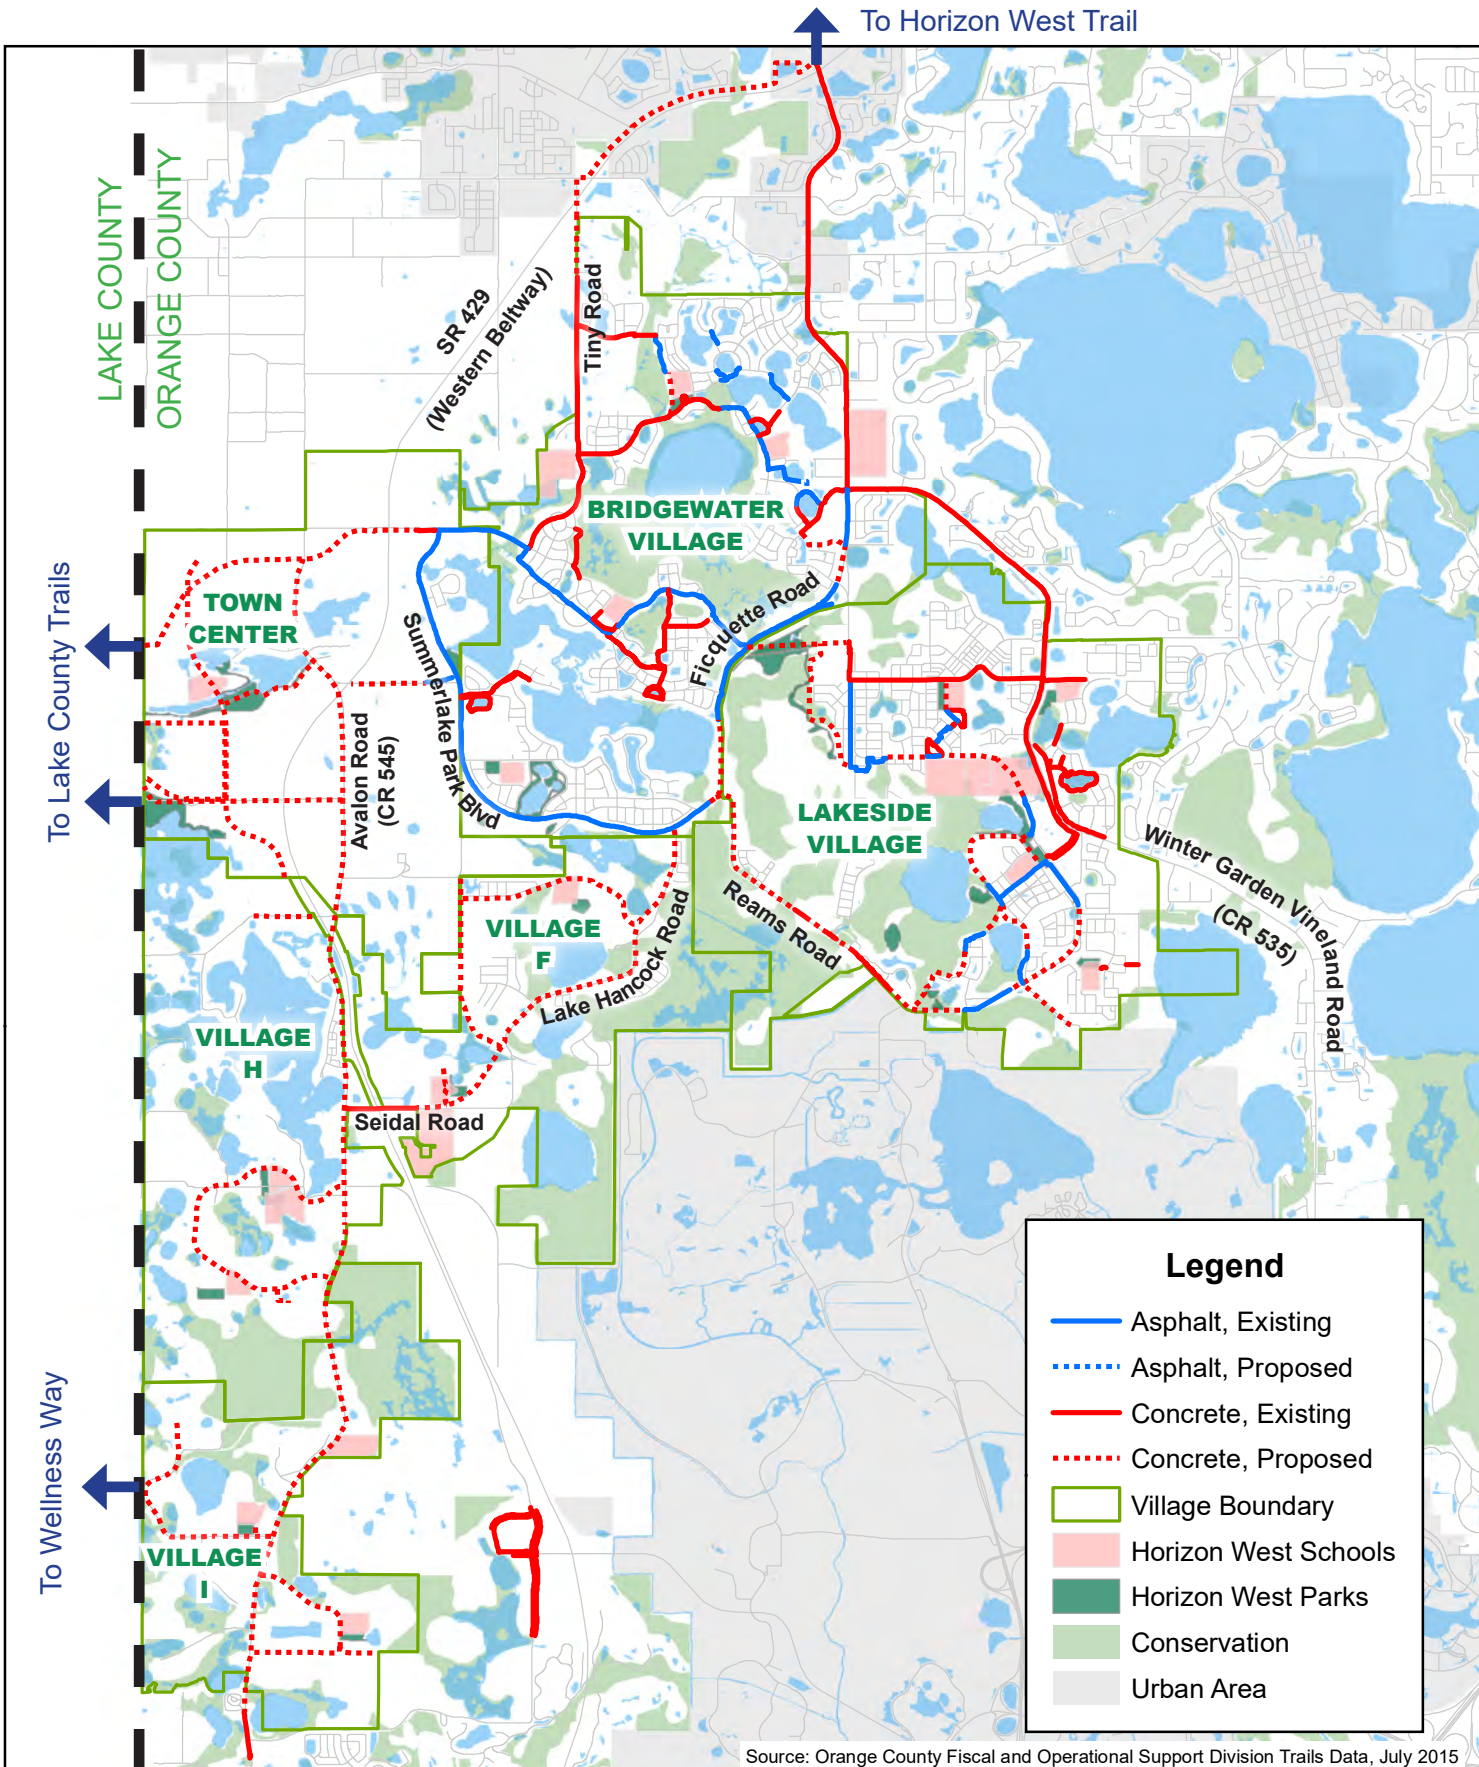 To Horizon West Trail
LAKE COUNTY
ORANGE COUNTY
SR 429
(Western Beltway)
Tiny Road
BRIDGEWATER
VILLAGE
To Lake County Trails
TOWN
CENTER
Summerlake Park Blvd
Ficquette Road
Avalon Road
(CR 545)
LAKESIDE
VILLAGE
Winter Garden Vineland Road
(CR 535)
Reams Road
VILLAGE
F
Lake Hancock Road
VILLAGE
H
Seidal Road
To Wellness Way
VILLAGE
I
Legend
Asphalt, Existing
Asphalt, Proposed
Concrete, Existing
Concrete, Proposed
Village Boundary
Horizon West Schools
Horizon West Parks
Conservation
Urban Area
Source: Orange County Fiscal and Operational Support Division Trails Data, July 2015